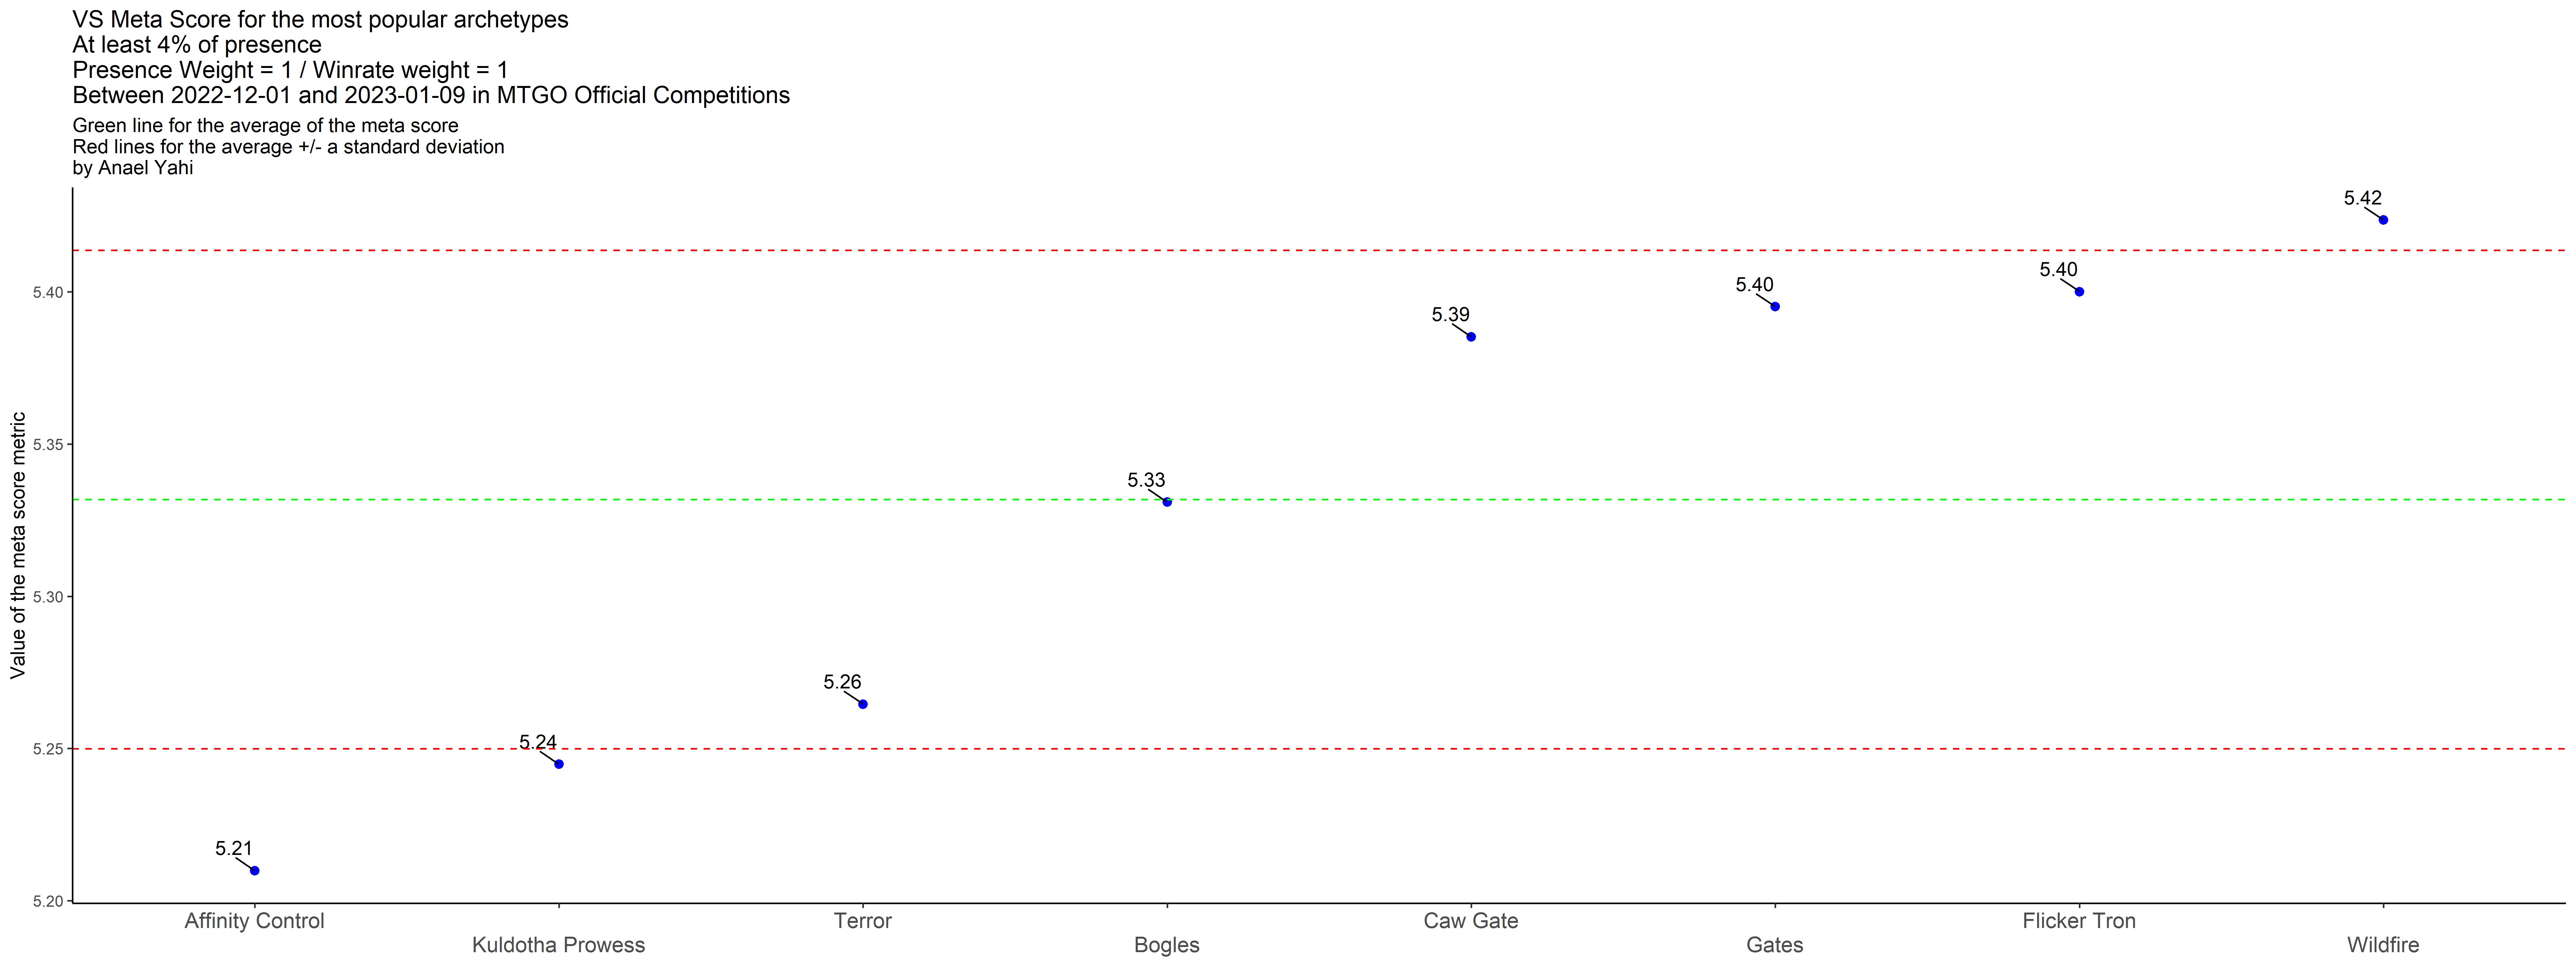 VS Meta Score for the most popular archetypes
At least 4% of presence
Presence Weight = 1 / Winrate weight = 1
Between 2022-12-01 and 2023-01-09 in MTGO Official Competitions
Green line for the average of the meta score
Red lines for the average +/- a standard deviation
by Anael Yahi
Value of the meta score metric
5.40
5.35
5.30
5.25
5.20
5.21
5.24
5.26
5.33
5.39
5.40
5.40
5.42
Affinity Control
Kuldotha Prowess
Terror
Bogles
Caw Gate
Gates
Flicker Tron
Wildfire